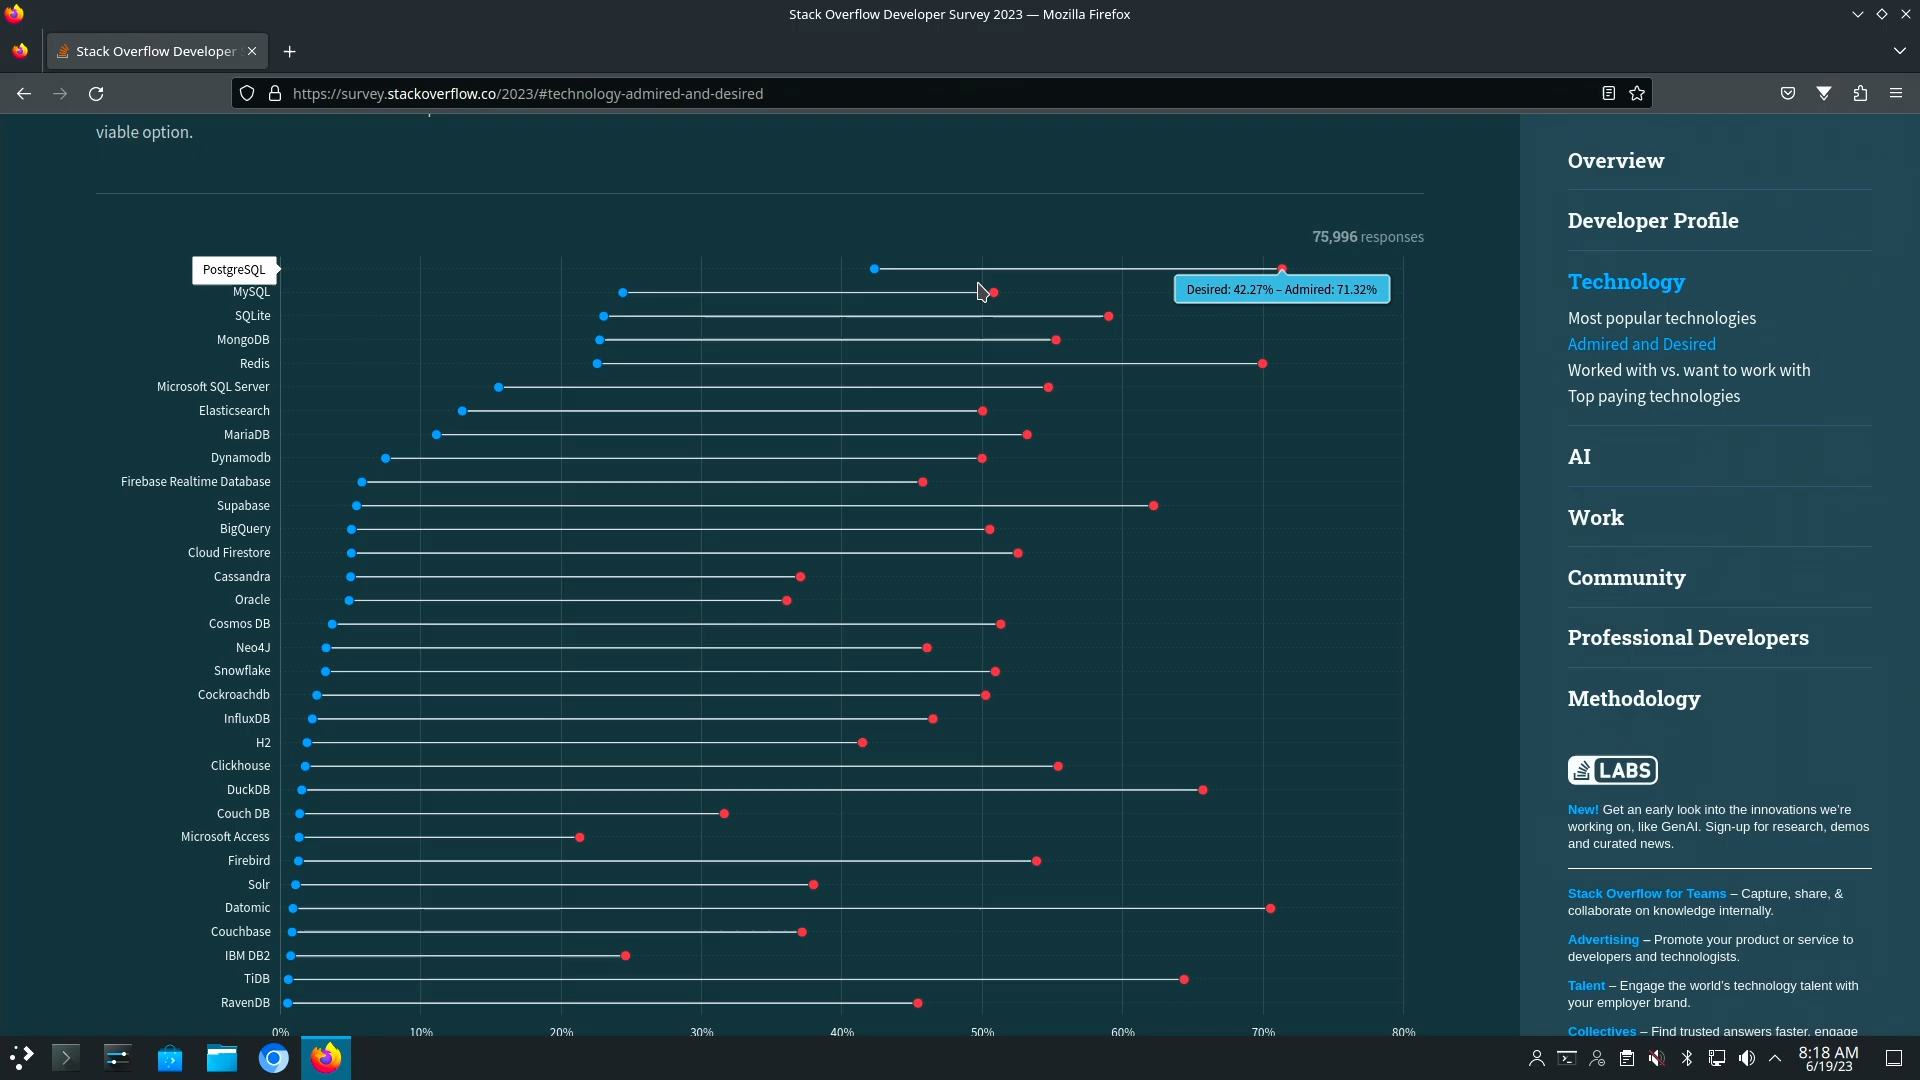 Stack Overflow Developer Survey 2023 — Mozilla Firefox
Stack Overflow Developer
https://survey.stackoverflow.co/2023/#technology-admired-and-desired
viable option.
75,996 responses
PostgreSQL
Desired: 42.27% – Admired: 71.32%
MySQL
SQLite
MongoDB
Redis
Microsoft SQL Server
Elasticsearch
MariaDB
Dynamodb
Firebase Realtime Database
Supabase
BigQuery
Cloud Firestore
Cassandra
Oracle
Cosmos DB
Neo4J
Snowflake
Cockroachdb
InfluxDB
H2
Clickhouse
DuckDB
Couch DB
Microsoft Access
Firebird
Solr
Datomic
Couchbase
IBM DB2
TiDB
RavenDB
0% 10% 20% 30% 40% 50% 60% 70% 80%
Overview
Developer Profile
Technology
Most popular technologies
Admired and Desired
Worked with vs. want to work with
Top paying technologies
AI
Work
Community
Professional Developers
Methodology
LABS
New! Get an early look into the innovations we're
working on, like GenAI. Sign-up for research, demos
and curated news.
Stack Overflow for Teams – Capture, share, &
collaborate on knowledge internally.
Advertising – Promote your product or service to
developers and technologists.
Talent – Engage the world's technology talent with
your employer brand.
Collectives – Find trusted answers faster, engage
8:18 AM
6/19/23